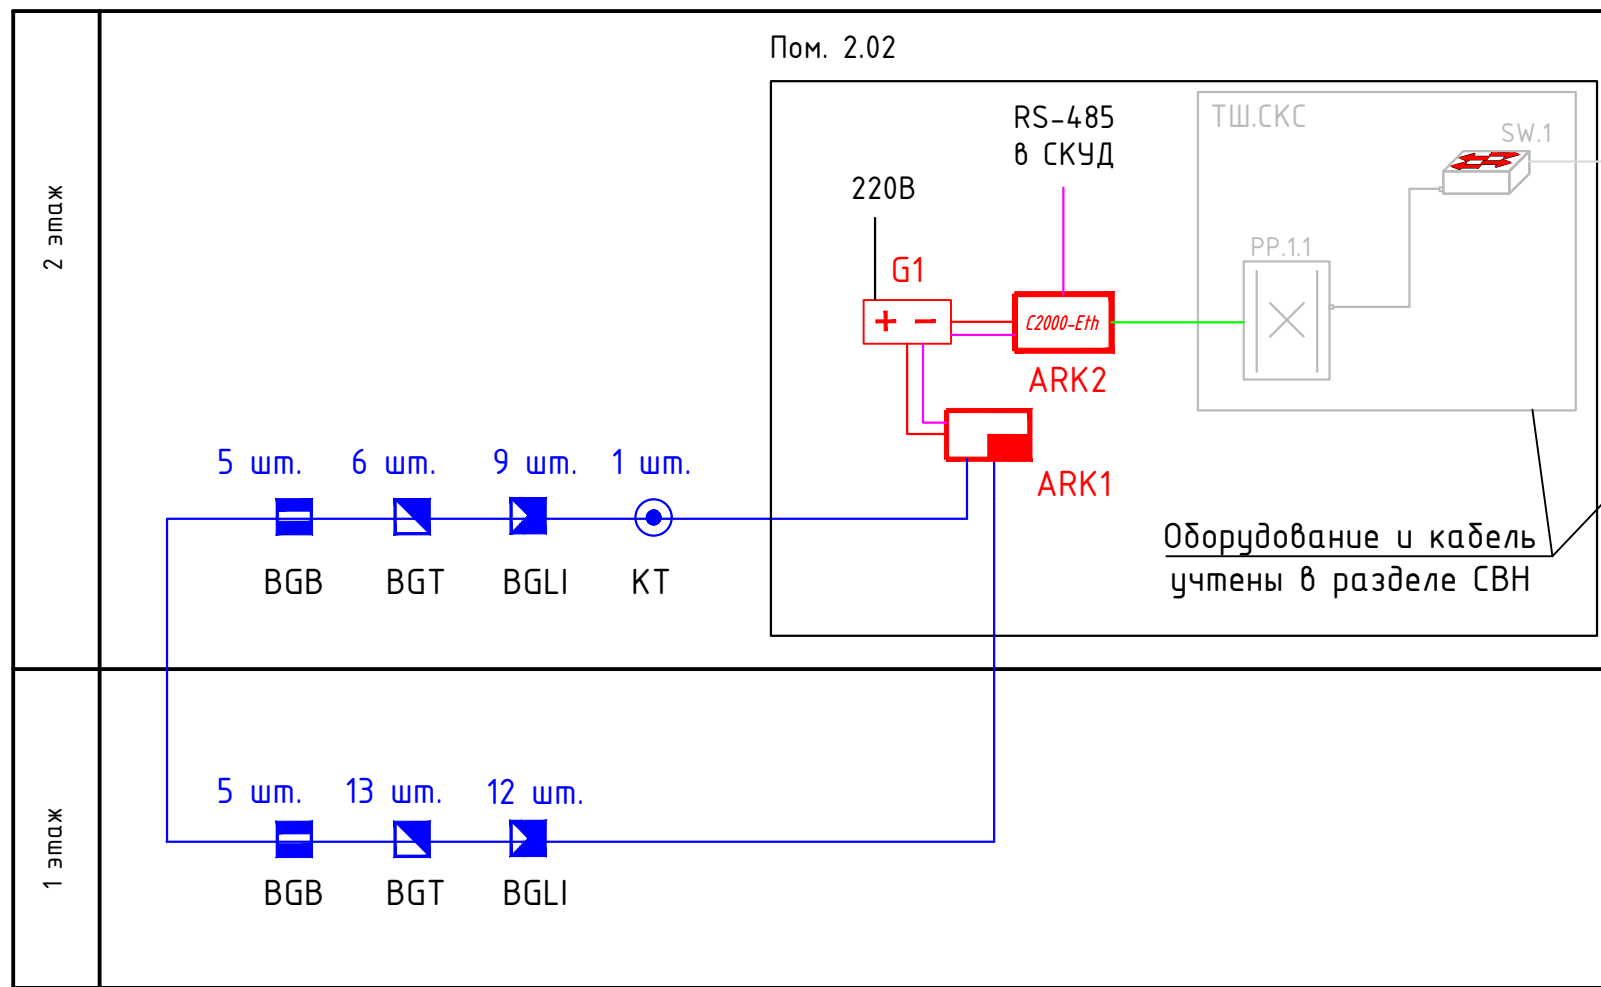 Пом. 2.02
2 этаж
RS-485
в СКУД
ТШ.СКС
SW.1
220В
G1
PP.1.1
C2000-Eth
ARK2
ARK1
5 шт. 6 шт. 9 шт. 1 шт.
BGB BGT BGLI КТ
Оборудование и кабель
учтены в разделе СВН
1 этаж
5 шт. 13 шт. 12 шт.
BGB BGT BGLI